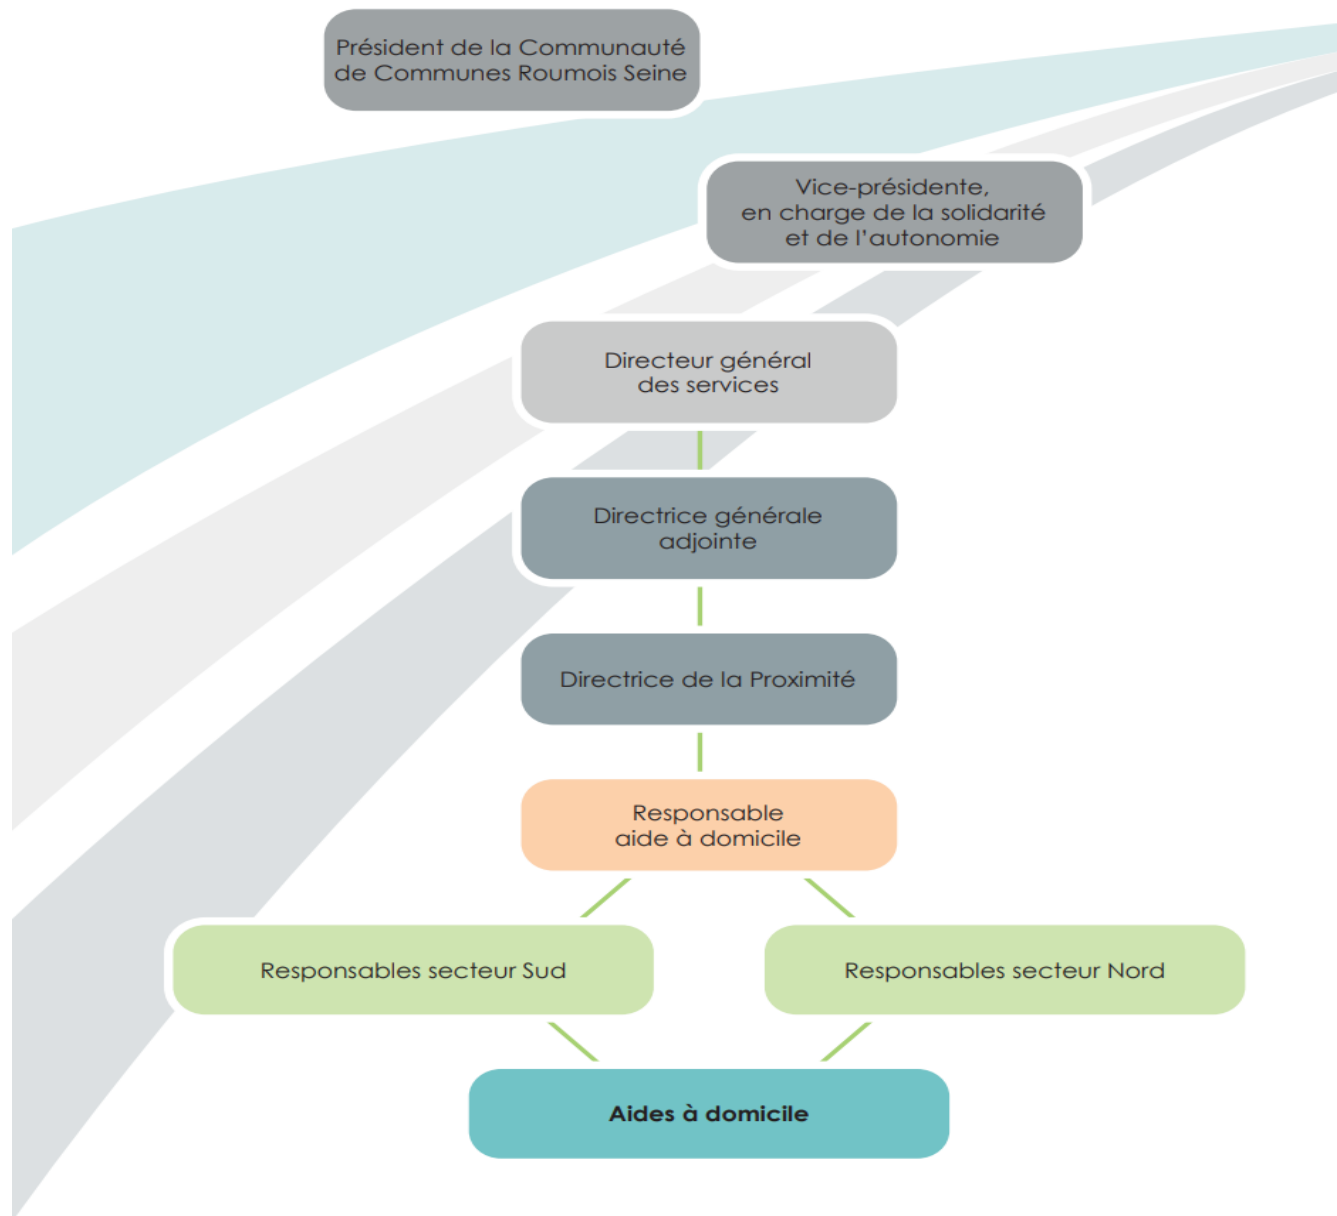 Président de la Communauté
de Communes Roumois Seine
Vice-présidente,
en charge de la solidarité
et de l'autonomie
Directeur général
des services
Directrice générale
adjointe
Directrice de la Proximité
Responsable
aide à domicile
Responsables secteur Sud
Responsables secteur Nord
Aides à domicile